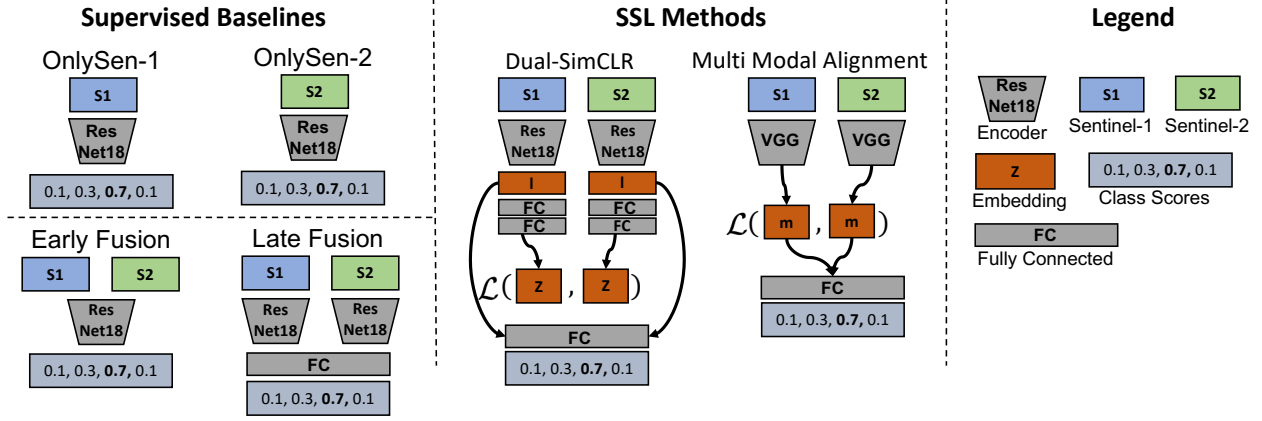 Supervised Baselines
OnlySen-1
S1
Res
Net18
0.1, 0.3, 0.7, 0.1
OnlySen-2
S2
Res
Net18
0.1, 0.3, 0.7, 0.1
Early Fusion
S1 S2
Res
Net18
0.1, 0.3, 0.7, 0.1
Late Fusion
S1 S2
Res Res
Net18 Net18
FC
0.1, 0.3, 0.7, 0.1
SSL Methods
Dual-SimCLR
S1 S2
Res Res
Net18 Net18
I I
FC FC
FC FC
ℒ( z , z )
FC
0.1, 0.3, 0.7, 0.1
Multi Modal Alignment
S1 S2
VGG VGG
ℒ( m , m )
FC
0.1, 0.3, 0.7, 0.1
Legend
Res
Net18
Encoder
S1
Sentinel-1
S2
Sentinel-2
Z
Embedding
0.1, 0.3, 0.7, 0.1
Class Scores
FC
Fully Connected